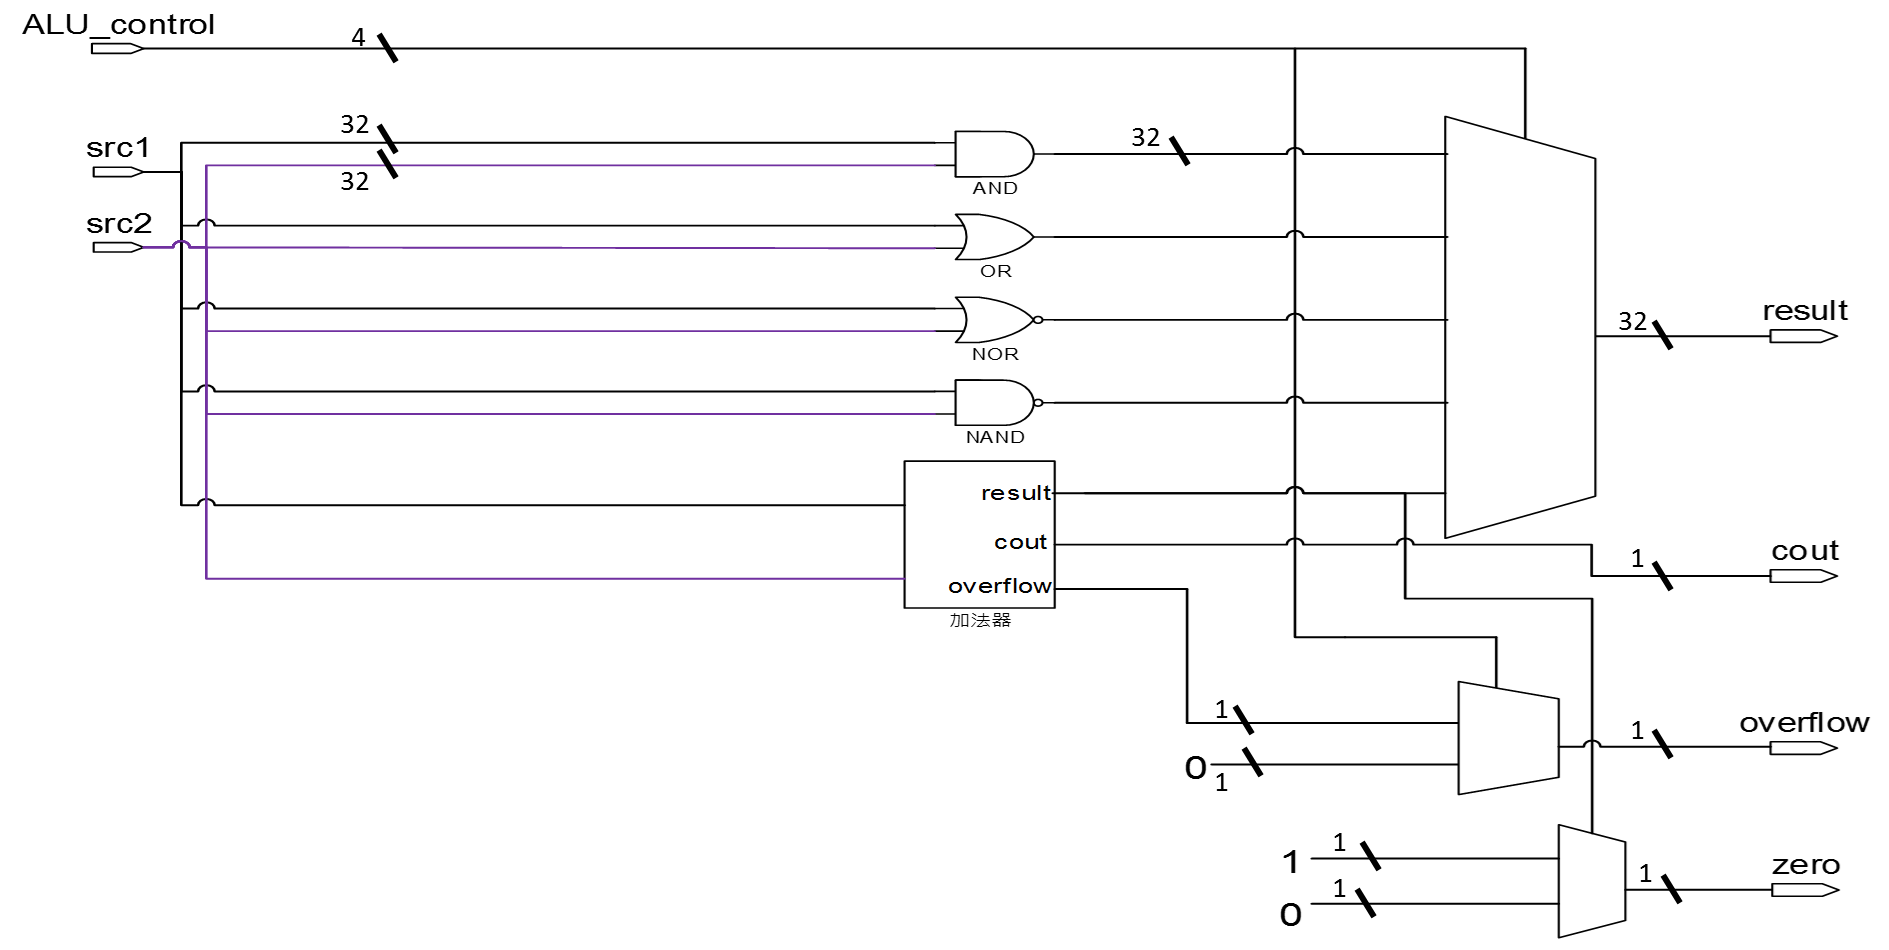 ALU_control
4
32
src1
32
AND
32
src2
OR
NOR
result
32
NAND
result
cout
overflow
加法器
1
cout
1
0
1
1
overflow
1
1
0
1
1
zero